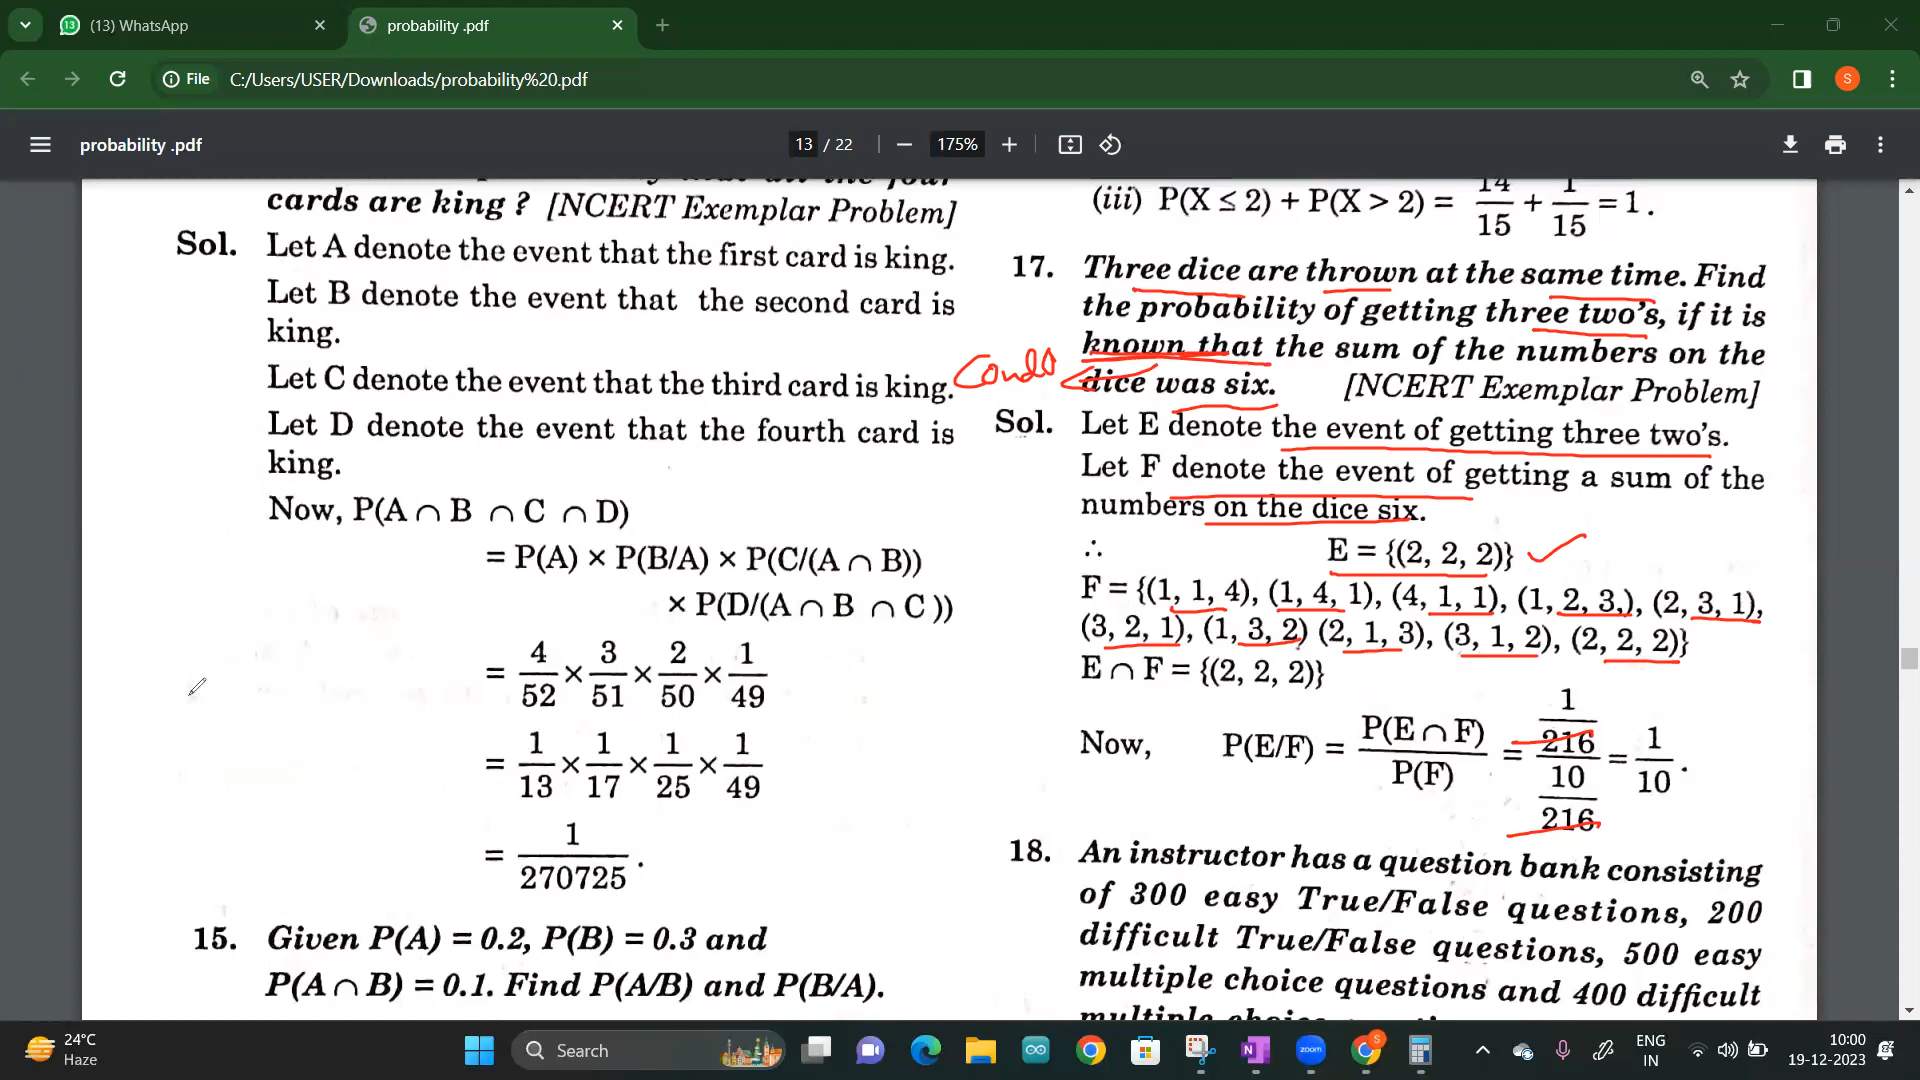 (13) WhatsApp
probability .pdf
File C:/Users/USER/Downloads/probability%20.pdf
S
probability .pdf
13 / 22
175%
cards are king ? [NCERT Exemplar Problem]
Sol. Let A denote the event that the first card is king.
Let B denote the event that the second card is
king.
Let C denote the event that the third card is king.
Let D denote the event that the fourth card is
king.
Now, P(A ∩ B ∩ C ∩ D)
= P(A) × P(B/A) × P(C/(A ∩ B))
× P(D/(A ∩ B ∩ C ))
= 4/52 × 3/51 × 2/50 × 1/49
= 1/13 × 1/17 × 1/25 × 1/49
= 1/270725 .
15. Given P(A) = 0.2, P(B) = 0.3 and
P(A ∩ B) = 0.1. Find P(A/B) and P(B/A).
(iii) P(X ≤ 2) + P(X > 2) = 14/15 + 1/15 = 1 .
17. Three dice are thrown at the same time. Find
the probability of getting three two's, if it is
known that the sum of the numbers on the
dice was six. [NCERT Exemplar Problem]
Sol. Let E denote the event of getting three two's.
Let F denote the event of getting a sum of the
numbers on the dice six.
∴ E = {(2, 2, 2)}
F = {(1, 1, 4), (1, 4, 1), (4, 1, 1), (1, 2, 3,), (2, 3, 1),
(3, 2, 1), (1, 3, 2) (2, 1, 3), (3, 1, 2), (2, 2, 2)}
E ∩ F = {(2, 2, 2)}
Now, P(E/F) = P(E ∩ F)/P(F) = 1/216 / 10/216 = 1/10 .
18. An instructor has a question bank consisting
of 300 easy True/False questions, 200
difficult True/False questions, 500 easy
multiple choice questions and 400 difficult
24°C
Haze
Search
zoom
S
ENG
IN
10:00
19-12-2023